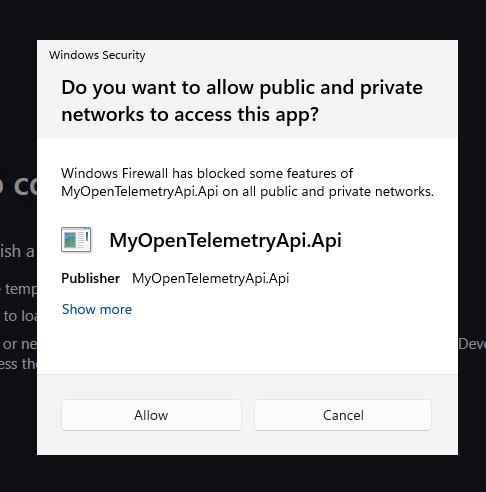 Windows Security
Do you want to allow public and private
networks to access this app?
Windows Firewall has blocked some features of
MyOpenTelemetryApi.Api on all public and private networks.
MyOpenTelemetryApi.Api
Publisher MyOpenTelemetryApi.Api
Show more
Allow Cancel
ish a
temp
to loa
or ne
Deve
ess the